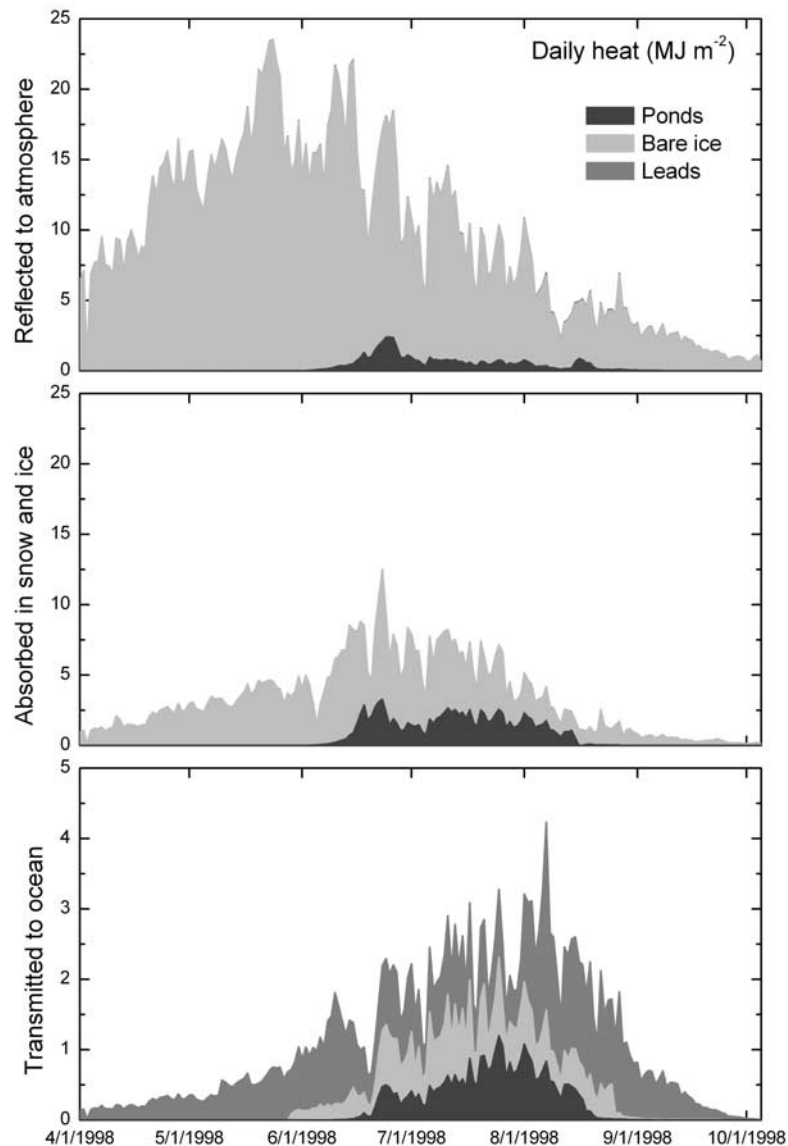 25
20
15
10
5
0
Reflected to atmosphere
Daily heat (MJ m⁻²)
Ponds
Bare ice
Leads
25
20
15
10
5
0
Absorbed in snow and ice
5
4
3
2
1
0
Transmitted to ocean
4/1/1998 5/1/1998 6/1/1998 7/1/1998 8/1/1998 9/1/1998 10/1/1998